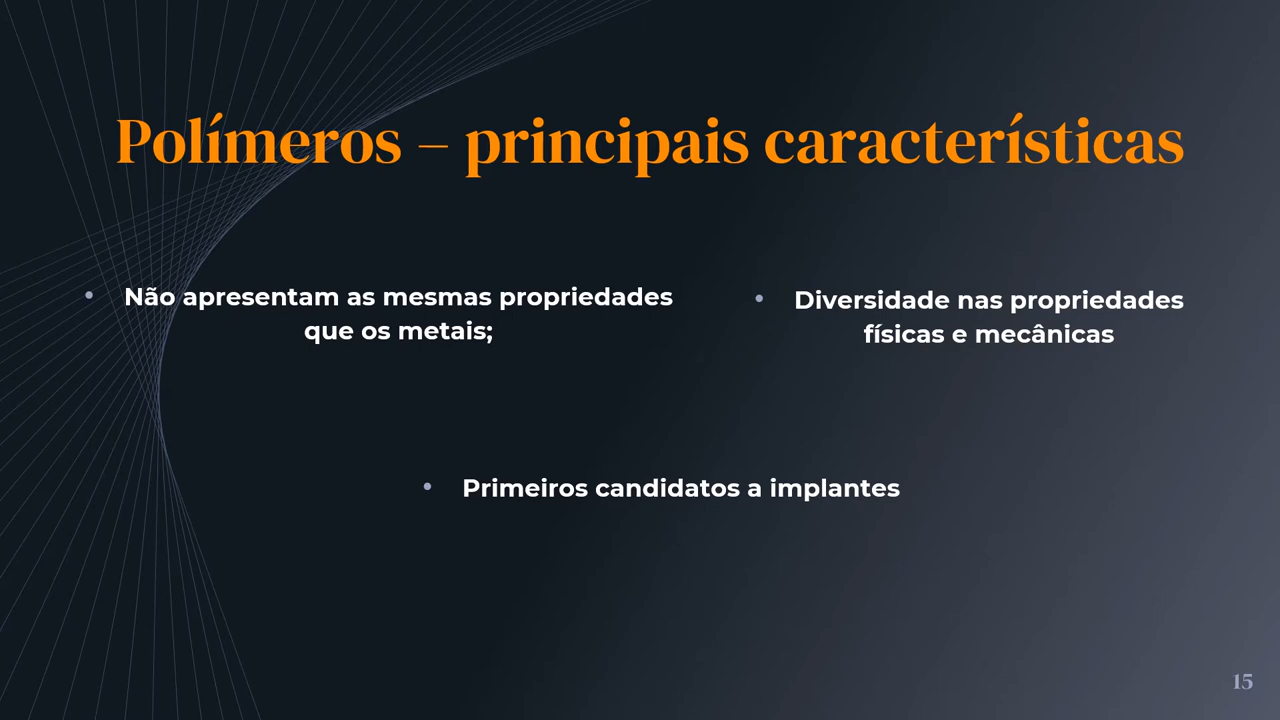 Polímeros – principais características
• Não apresentam as mesmas propriedades
que os metais;
• Diversidade nas propriedades
físicas e mecânicas
• Primeiros candidatos a implantes
15